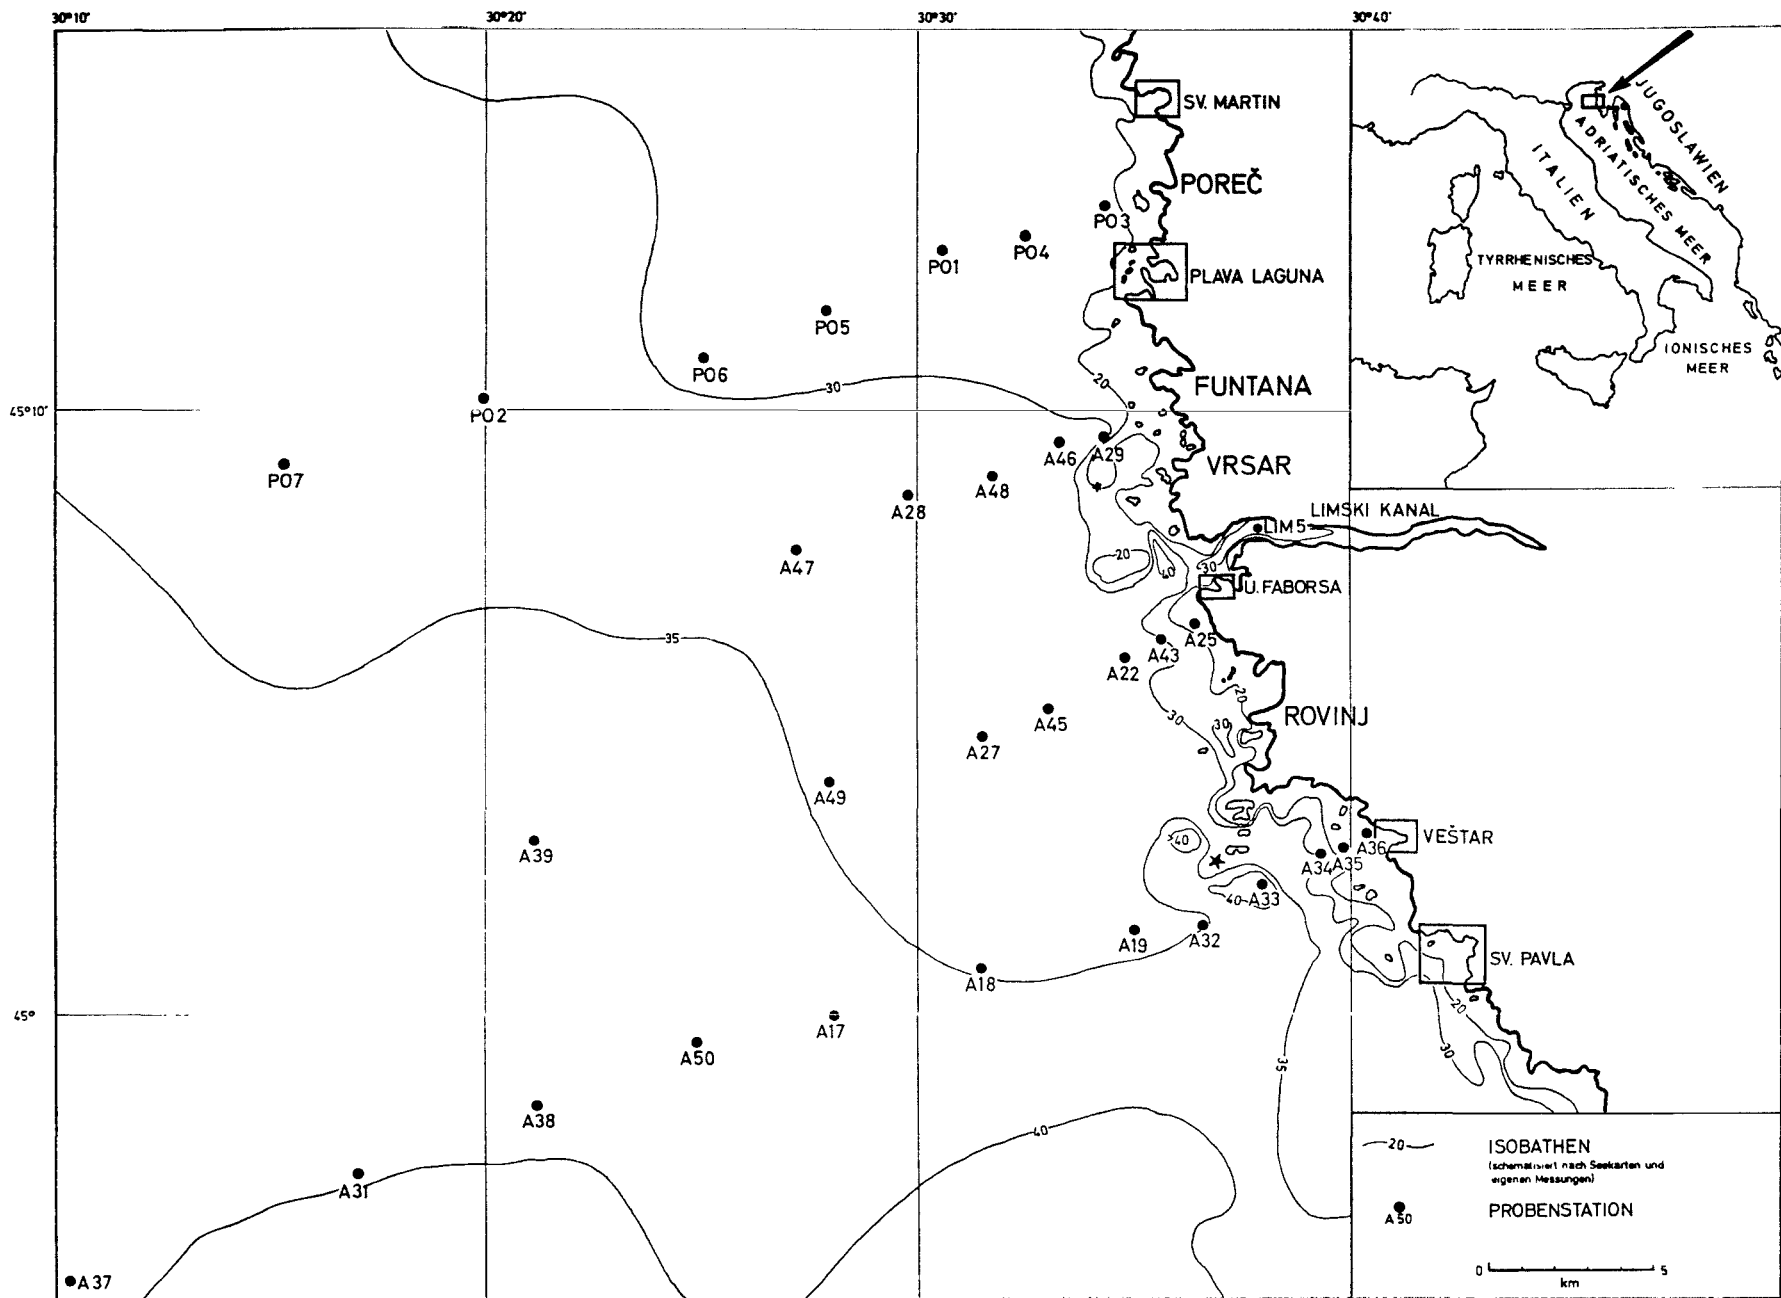 30°10'
30°20'
30°30'
30°40'
SV. MARTIN
POREČ
PO3
PO4
PO1
PLAVA LAGUNA
PO5
PO6
20
FUNTANA
30
45°10'
PO2
A46
A29
VRSAR
PO7
A48
A28
LIMSKI KANAL
LIM5
A47
20
40
30
U. FABORSA
A25
35
A43
A22
20
30
A45
ROVINJ
30
A27
A49
A39
40
A36
VEŠTAR
A35
A34
A33
40
A32
A19
SV. PAVLA
A18
20
45°
A17
30
A50
35
A38
40
A31
A37
JUGOSLAWIEN
ADRIATISCHES MEER
ITALIEN
TYRRHENISCHES
MEER
IONISCHES
MEER
20
ISOBATHEN
(schematisiert nach Seekarten und
eigenen Messungen)
A50
PROBENSTATION
0 5
km